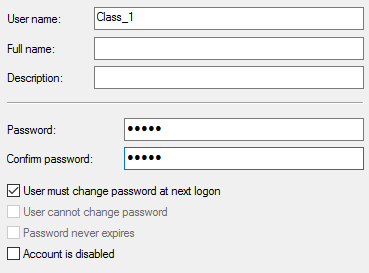 User name: Class_1
Full name:
Description:
Password: •••••
Confirm password: •••••
User must change password at next logon
User cannot change password
Password never expires
Account is disabled